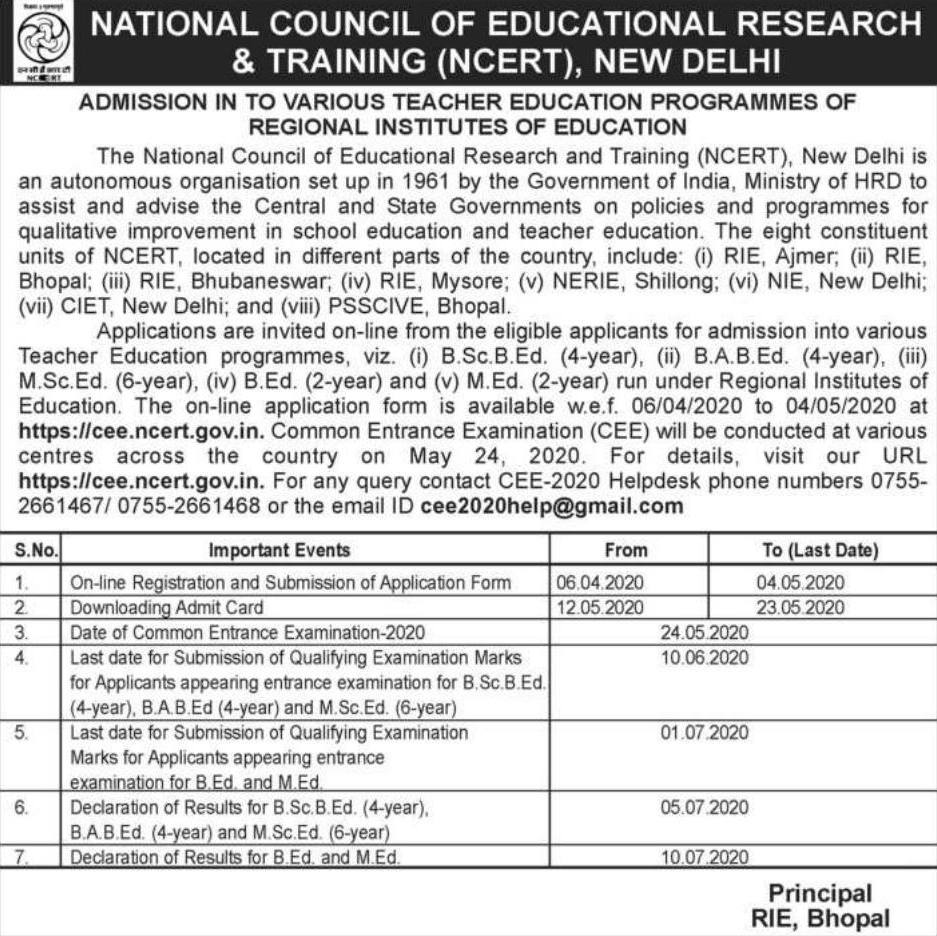 विद्ययाऽमृतमश्नुते
एन सी ई आर टी
NCERT
NATIONAL COUNCIL OF EDUCATIONAL RESEARCH
& TRAINING (NCERT), NEW DELHI
ADMISSION IN TO VARIOUS TEACHER EDUCATION PROGRAMMES OF
REGIONAL INSTITUTES OF EDUCATION
The National Council of Educational Research and Training (NCERT), New Delhi is
an autonomous organisation set up in 1961 by the Government of India, Ministry of HRD to
assist and advise the Central and State Governments on policies and programmes for
qualitative improvement in school education and teacher education. The eight constituent
units of NCERT, located in different parts of the country, include: (i) RIE, Ajmer; (ii) RIE,
Bhopal; (iii) RIE, Bhubaneswar; (iv) RIE, Mysore; (v) NERIE, Shillong; (vi) NIE, New Delhi;
(vii) CIET, New Delhi; and (viii) PSSCIVE, Bhopal.
Applications are invited on-line from the eligible applicants for admission into various
Teacher Education programmes, viz. (i) B.Sc.B.Ed. (4-year), (ii) B.A.B.Ed. (4-year), (iii)
M.Sc.Ed. (6-year), (iv) B.Ed. (2-year) and (v) M.Ed. (2-year) run under Regional Institutes of
Education. The on-line application form is available w.e.f. 06/04/2020 to 04/05/2020 at
https://cee.ncert.gov.in. Common Entrance Examination (CEE) will be conducted at various
centres across the country on May 24, 2020. For details, visit our URL
https://cee.ncert.gov.in. For any query contact CEE-2020 Helpdesk phone numbers 0755-
2661467/ 0755-2661468 or the email ID cee2020help@gmail.com
S.No. Important Events From To (Last Date)
1. On-line Registration and Submission of Application Form 06.04.2020 04.05.2020
2. Downloading Admit Card 12.05.2020 23.05.2020
3. Date of Common Entrance Examination-2020 24.05.2020
4. Last date for Submission of Qualifying Examination Marks 10.06.2020
for Applicants appearing entrance examination for B.Sc.B.Ed.
(4-year), B.A.B.Ed (4-year) and M.Sc.Ed. (6-year)
5. Last date for Submission of Qualifying Examination 01.07.2020
Marks for Applicants appearing entrance
examination for B.Ed. and M.Ed.
6. Declaration of Results for B.Sc.B.Ed. (4-year), 05.07.2020
B.A.B.Ed. (4-year) and M.Sc.Ed. (6-year)
7. Declaration of Results for B.Ed. and M.Ed. 10.07.2020
Principal
RIE, Bhopal